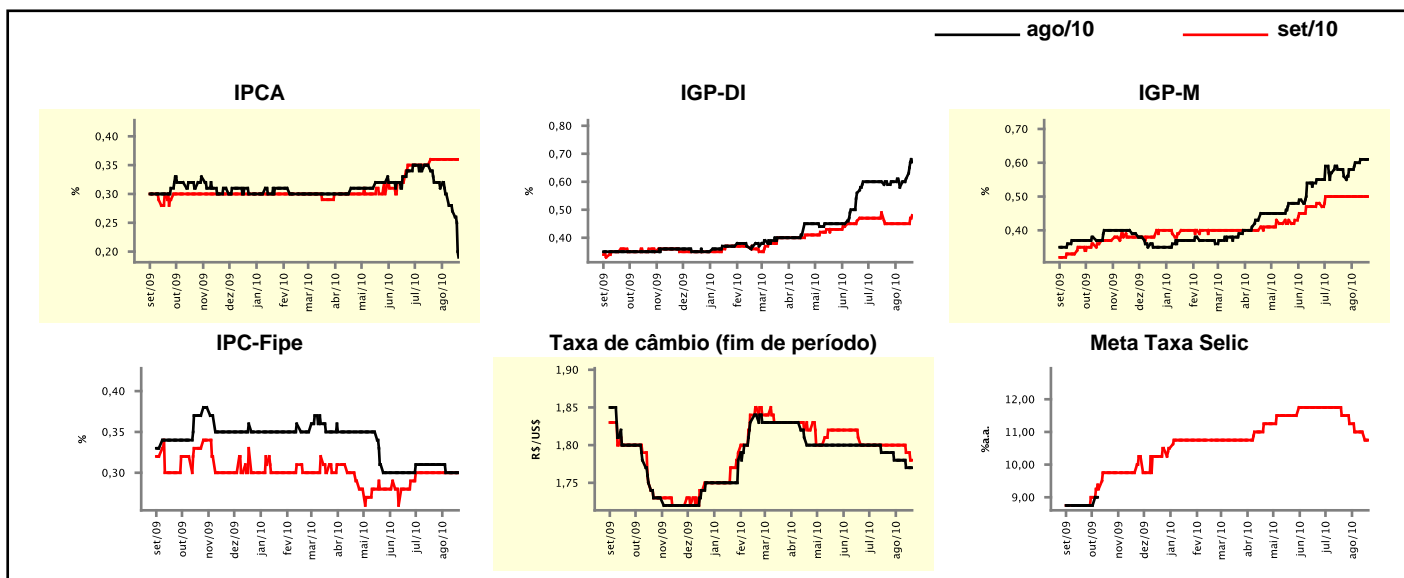 ago/10 set/10
IPCA
%
0,40
0,35
0,30
0,25
0,20
set/09 out/09 nov/09 dez/09 jan/10 fev/10 mar/10 abr/10 mai/10 jun/10 jul/10 ago/10
IGP-DI
%
0,80
0,70
0,60
0,50
0,40
set/09 out/09 nov/09 dez/09 jan/10 fev/10 mar/10 abr/10 mai/10 jun/10 jul/10 ago/10
IGP-M
%
0,70
0,60
0,50
0,40
set/09 out/09 nov/09 dez/09 jan/10 fev/10 mar/10 abr/10 mai/10 jun/10 jul/10 ago/10
IPC-Fipe
%
0,40
0,35
0,30
set/09 out/09 nov/09 dez/09 jan/10 fev/10 mar/10 abr/10 mai/10 jun/10 jul/10 ago/10
Taxa de câmbio (fim de período)
R$/US$
1,90
1,85
1,80
1,75
set/09 out/09 nov/09 dez/09 jan/10 fev/10 mar/10 abr/10 mai/10 jun/10 jul/10 ago/10
Meta Taxa Selic
%a.a.
12,00
11,00
10,00
9,00
set/09 out/09 nov/09 dez/09 jan/10 fev/10 mar/10 abr/10 mai/10 jun/10 jul/10 ago/10